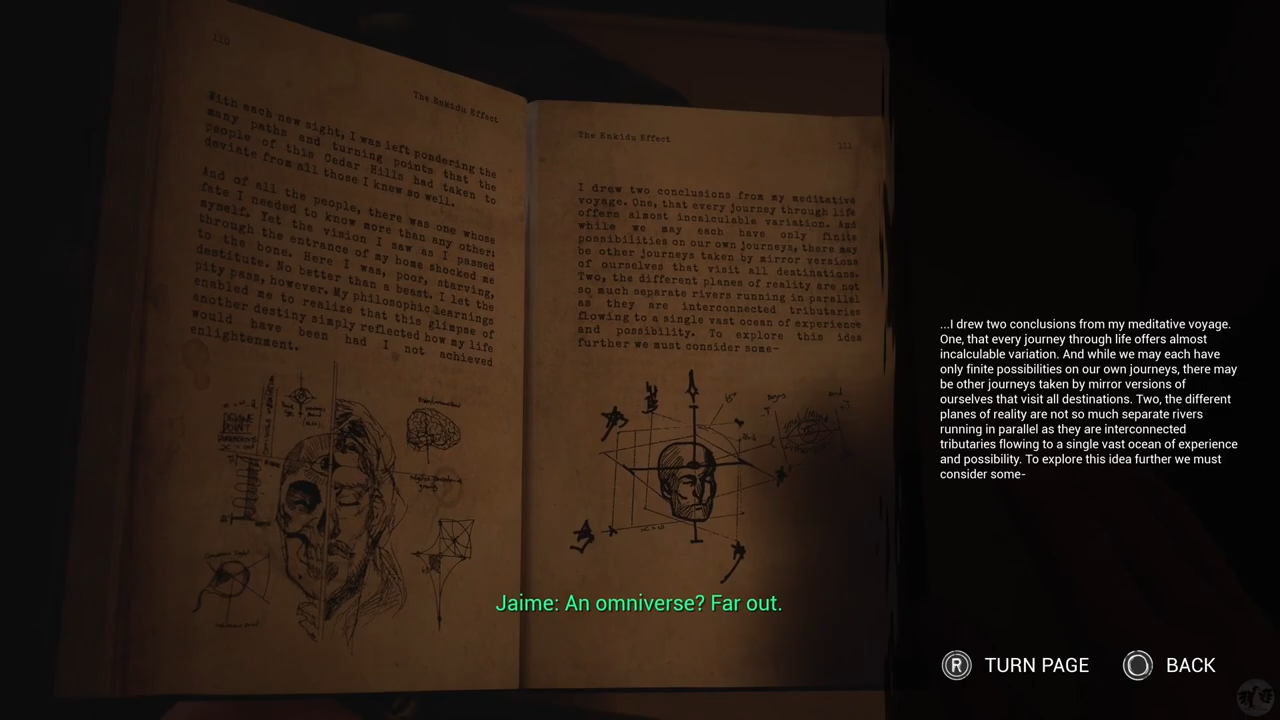 110
The Enkidu Effect
With each new sight, I was left pondering the
many paths and turning points that the
people of this Cedar Hills had taken to
deviate from all those I knew so well.
And of all the people, there was one whose
fate I needed to know more than any other:
myself. Yet the vision I saw as I passed
through the entrance of my home shocked me
to the bone. Here I was, poor, starving,
destitute. No better than a beast. I let the
pity pass, however. My philosophic learnings
enabled me to realize that this glimpse of
another destiny simply reflected how my life
would have been had I not achieved
enlightenment.
The Enkidu Effect
111
I drew two conclusions from my meditative
voyage. One, that every journey through life
offers almost incalculable variation. And
while we may each have only finite
possibilities on our own journeys, there may
be other journeys taken by mirror versions
of ourselves that visit all destinations.
Two, the different planes of reality are not
so much separate rivers running in parallel
as they are interconnected tributaries
flowing to a single vast ocean of experience
and possibility. To explore this idea
further we must consider some-
...I drew two conclusions from my meditative voyage.
One, that every journey through life offers almost
incalculable variation. And while we may each have
only finite possibilities on our own journeys, there may
be other journeys taken by mirror versions of
ourselves that visit all destinations. Two, the different
planes of reality are not so much separate rivers
running in parallel as they are interconnected
tributaries flowing to a single vast ocean of experience
and possibility. To explore this idea further we must
consider some-
Jaime: An omniverse? Far out.
R TURN PAGE
BACK